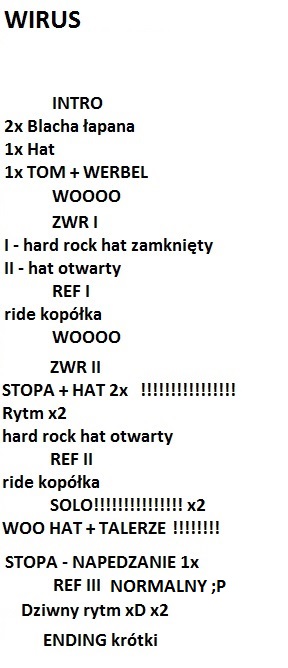 WIRUS
INTRO
2x Blacha łapana
1x Hat
1x TOM + WERBEL
WOOOO
ZWR I
I - hard rock hat zamknięty
II - hat otwarty
REF I
ride kopółka
WOOOO
ZWR II
STOPA + HAT 2x !!!!!!!!!!!!!!!!
Rytm x2
hard rock hat otwarty
REF II
ride kopółka
SOLO!!!!!!!!!!!!!!! x2
WOO HAT + TALERZE !!!!!!!!
STOPA - NAPEDZANIE 1x
REF III NORMALNY ;P
Dziwny rytm xD x2
ENDING krótki